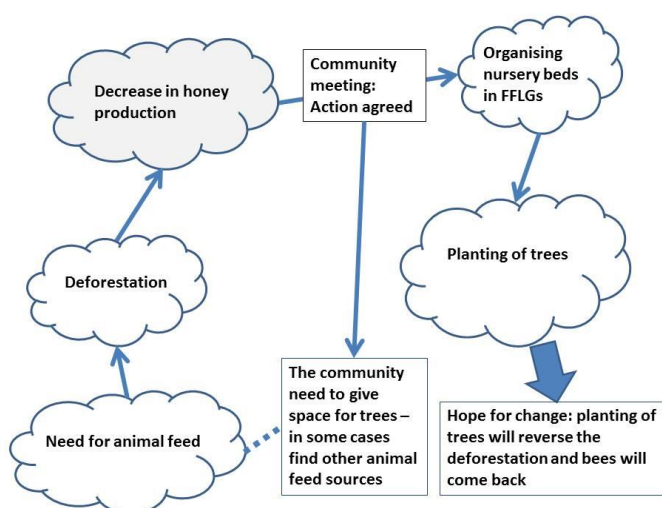 Decrease in honey
production
Community
meeting:
Action agreed
Organising
nursery beds
in FFLGs
Deforestation
Planting of trees
Need for animal feed
The community
need to give
space for trees –
in some cases
find other animal
feed sources
Hope for change: planting of
trees will reverse the
deforestation and bees will
come back